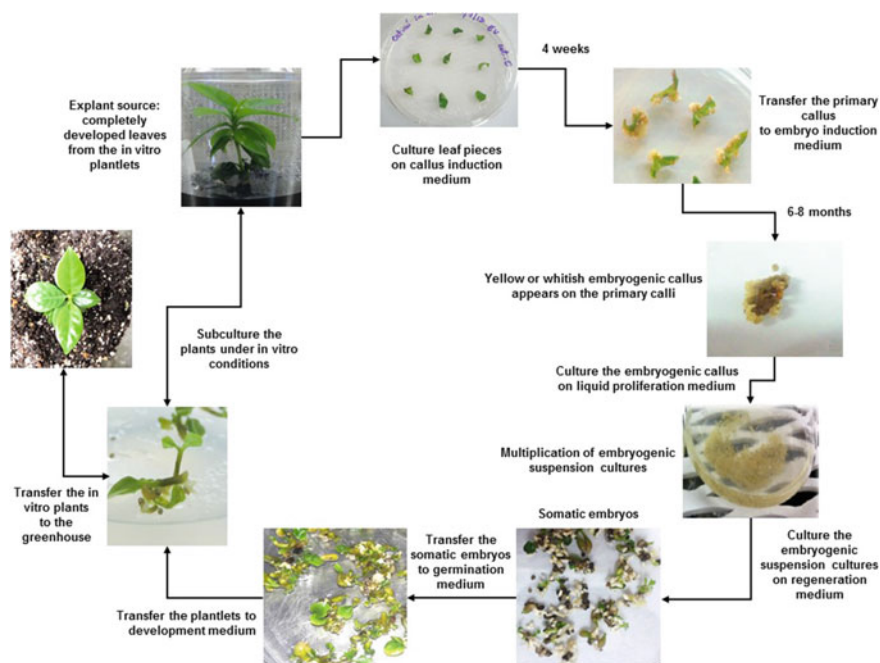 Explant source:
completely
developed leaves
from the in vitro
plantlets
Culture leaf pieces
on callus induction
medium
4 weeks
Transfer the primary
callus
to embryo induction
medium
6-8 months
Yellow or whitish embryogenic callus
appears on the primary calli
Culture the embryogenic callus
on liquid proliferation medium
Multiplication of embryogenic
suspension cultures
Culture the
embryogenic
suspension cultures
on regeneration
medium
Somatic embryos
Transfer the
somatic embryos
to germination
medium
Transfer the plantlets to
development medium
Transfer the in
vitro plants
to the
greenhouse
Subculture the
plants under in vitro
conditions